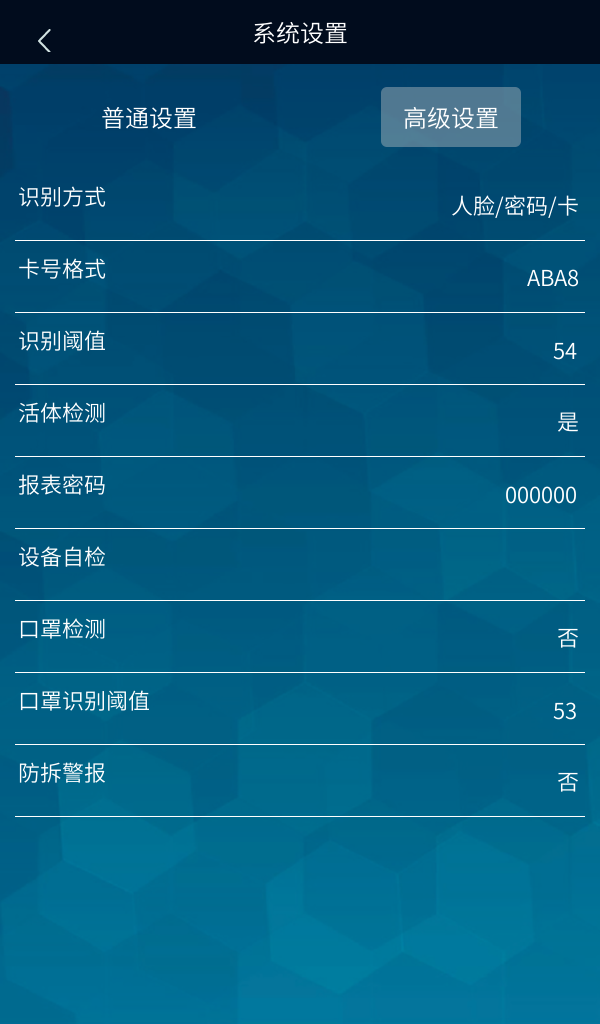 系统设置
普通设置 高级设置
识别方式 人脸/密码/卡
卡号格式 ABA8
识别阈值 54
活体检测 是
报表密码 000000
设备自检
口罩检测 否
口罩识别阈值 53
防拆警报 否